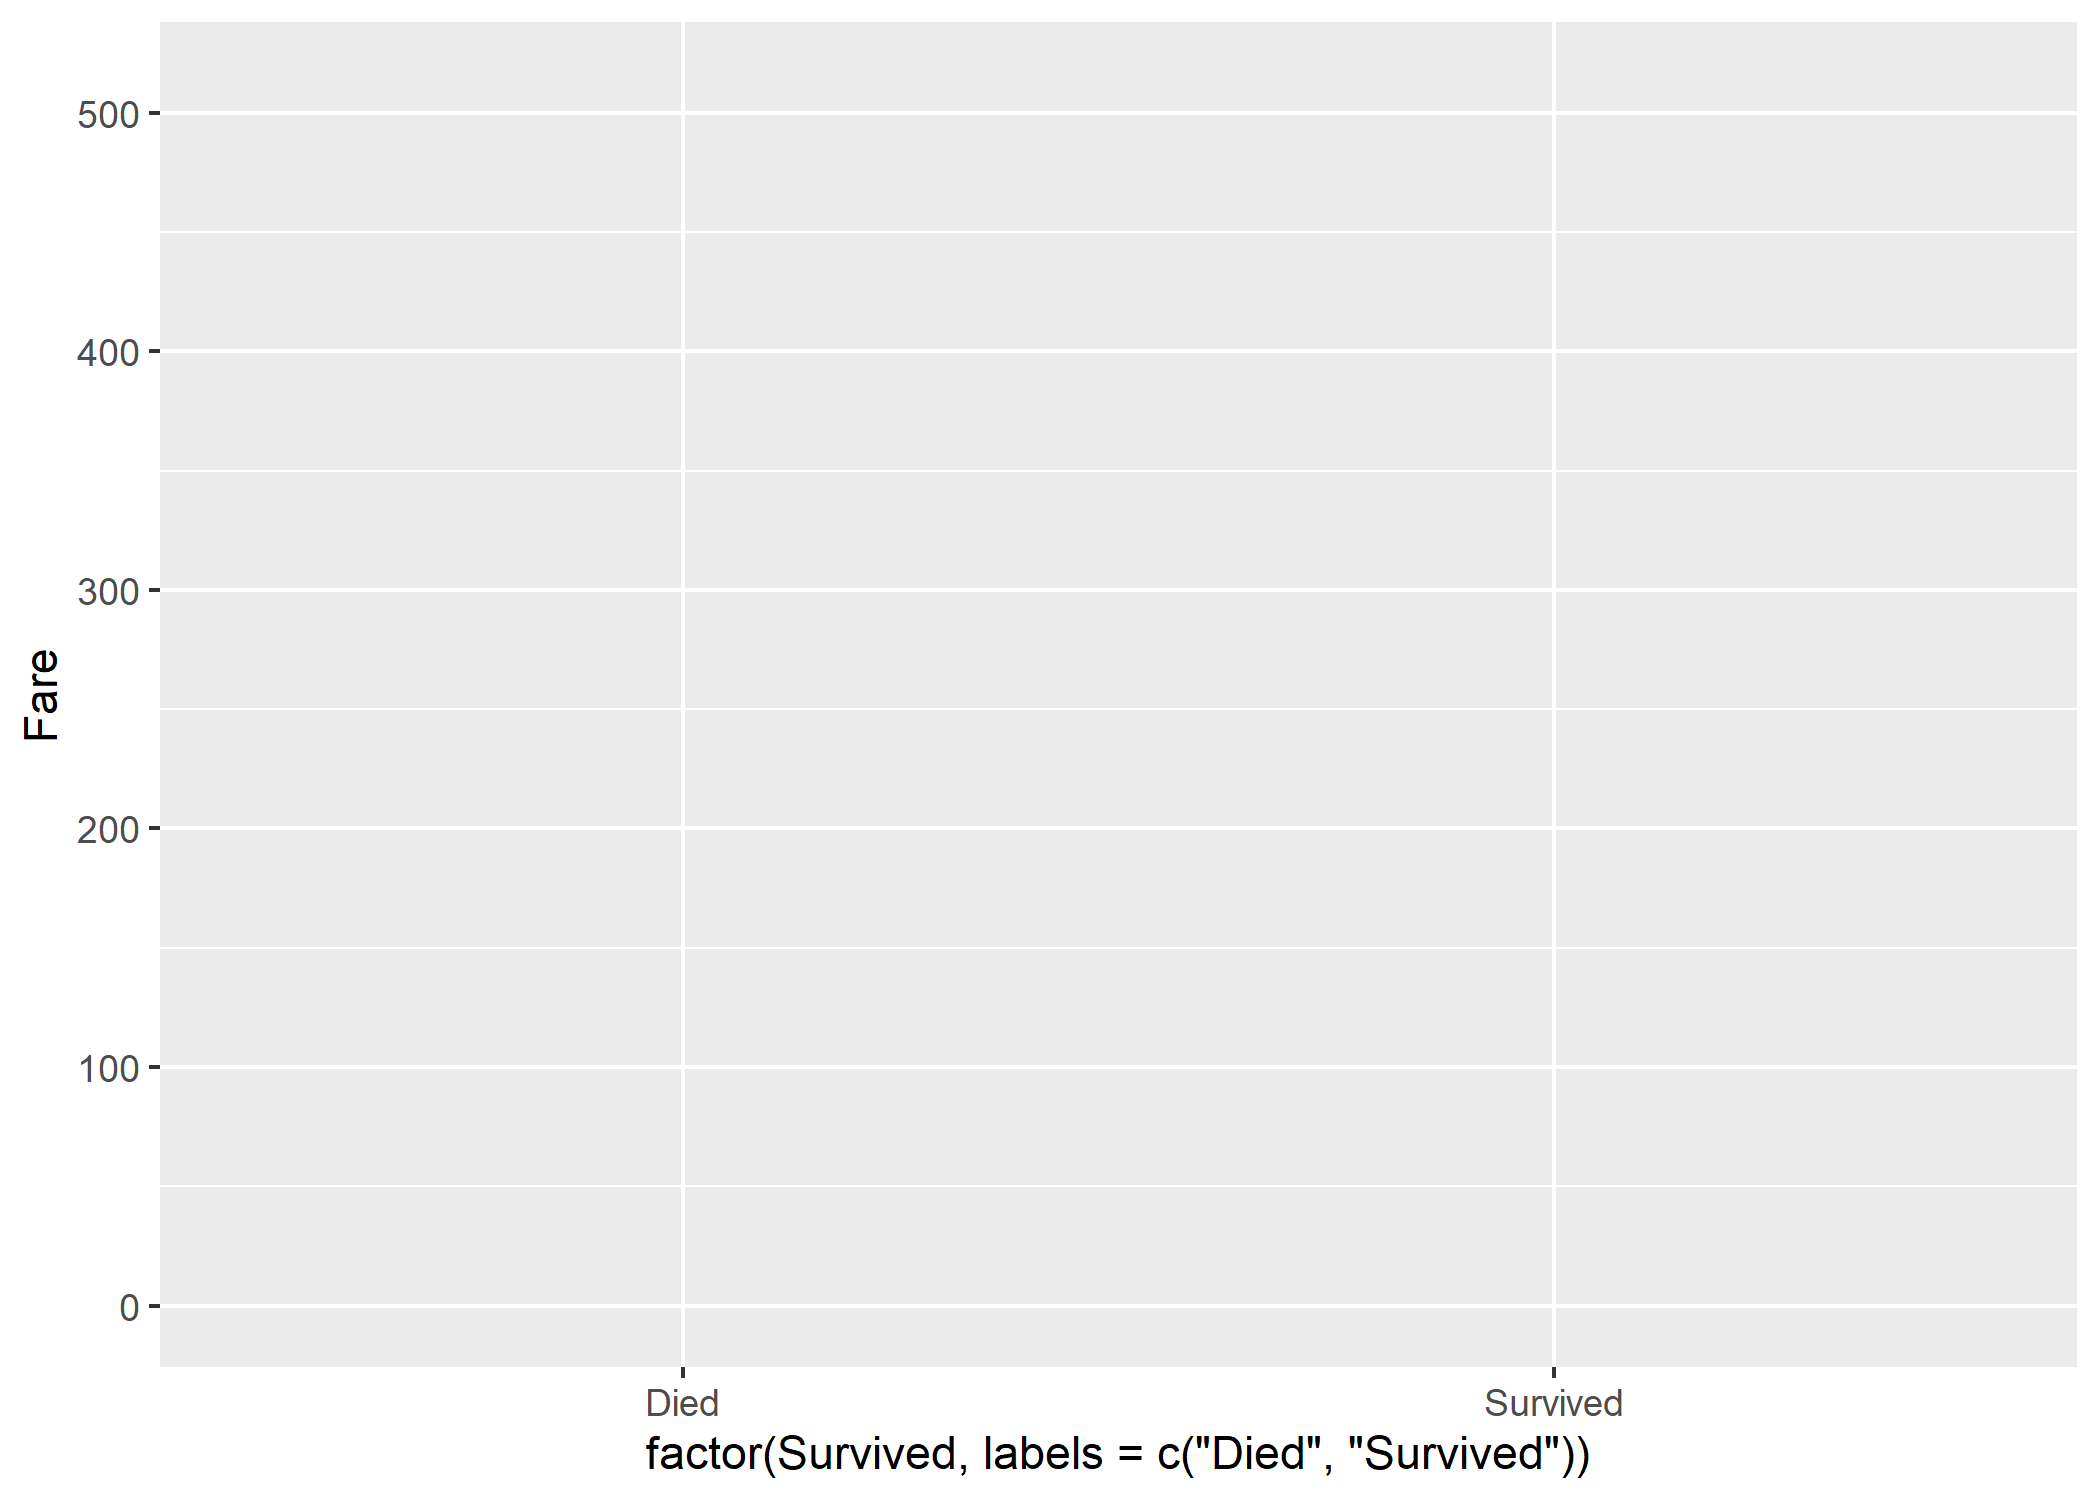 500
400
300
Fare
200
100
0
Died Survived
factor(Survived, labels = c("Died", "Survived"))